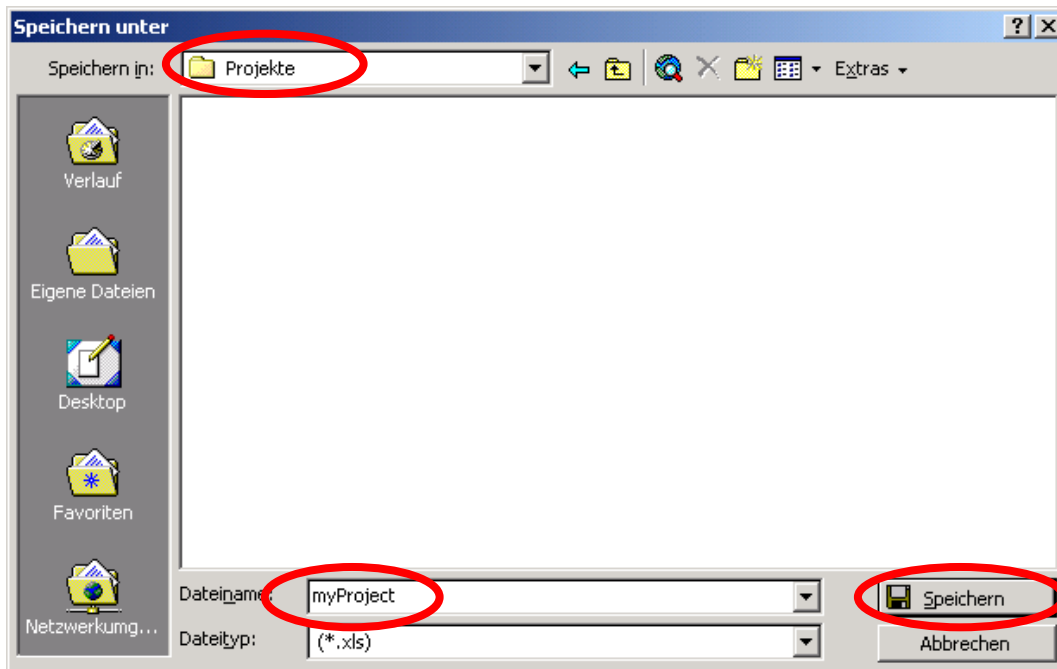 Speichern unter
Speichern in: Projekte Extras
Verlauf
Eigene Dateien
Desktop
Favoriten
Netzwerkumg...
Dateiname: myProject Speichern
Dateityp: (*.xls) Abbrechen